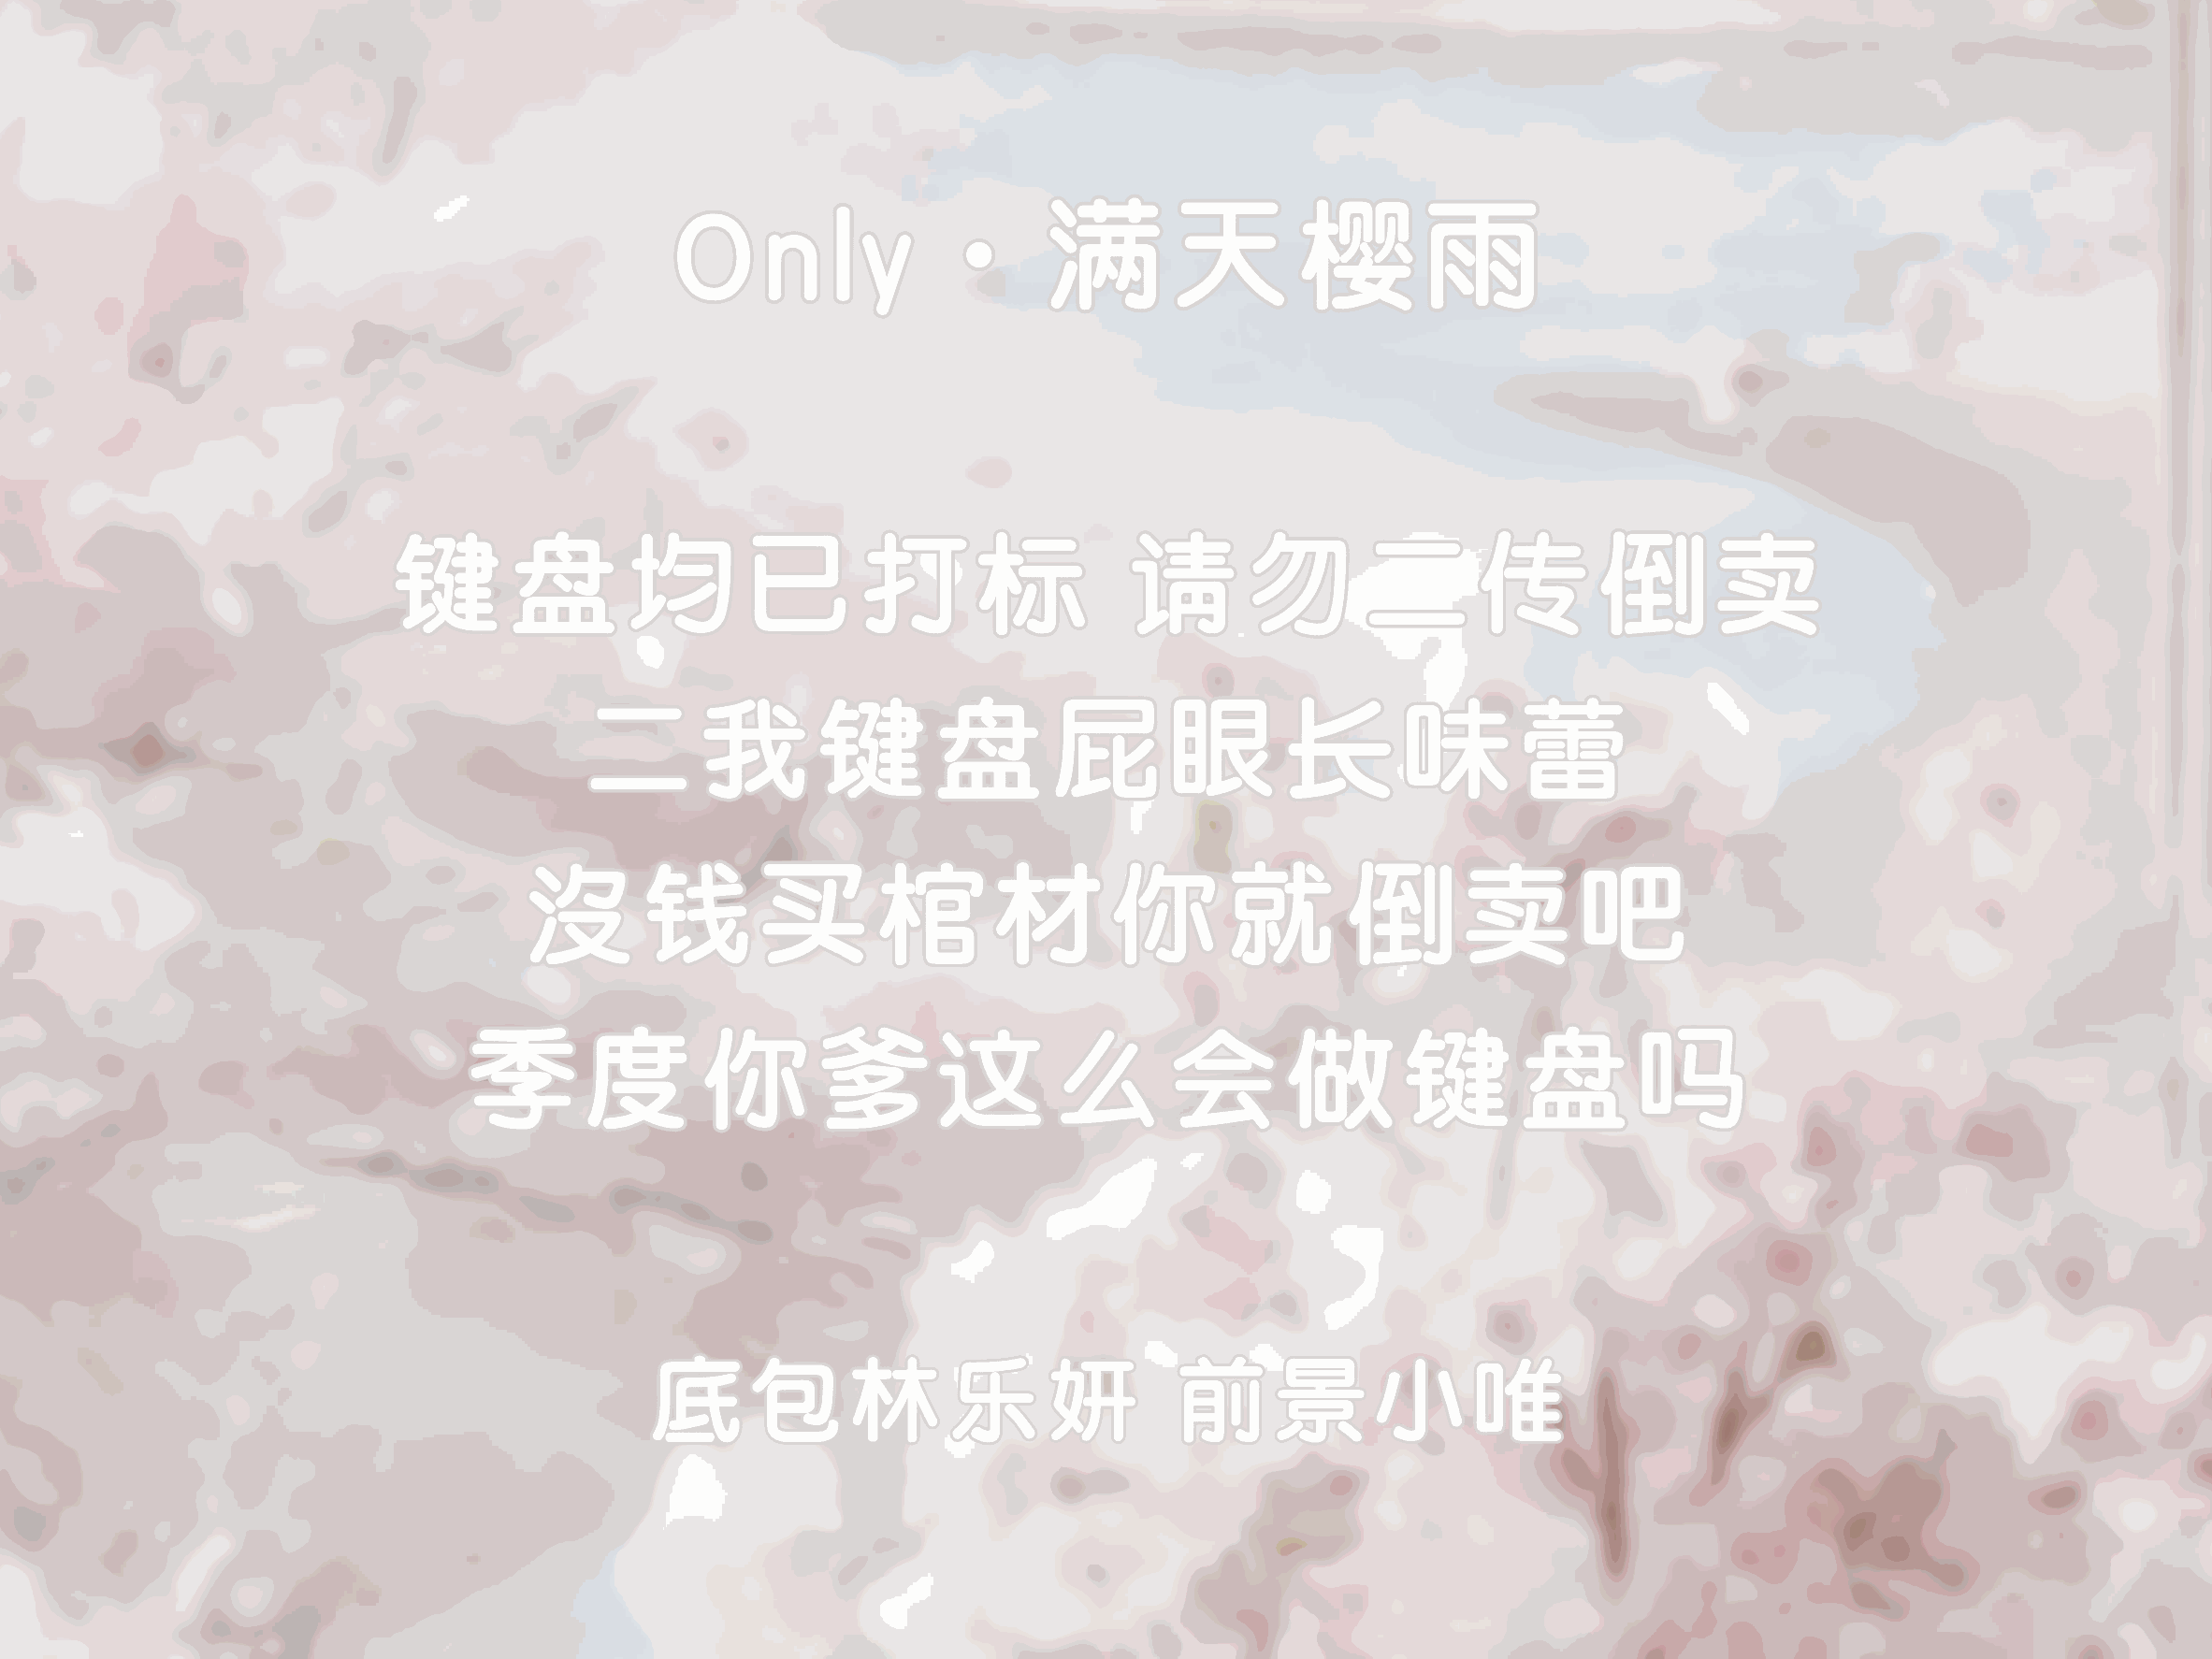 Only·满天樱雨
键盘均已打标 请勿二传倒卖
二我键盘屁眼长味蕾
沒钱买棺材你就倒卖吧
季度你爹这么会做键盘吗
底包林乐妍 前景小唯